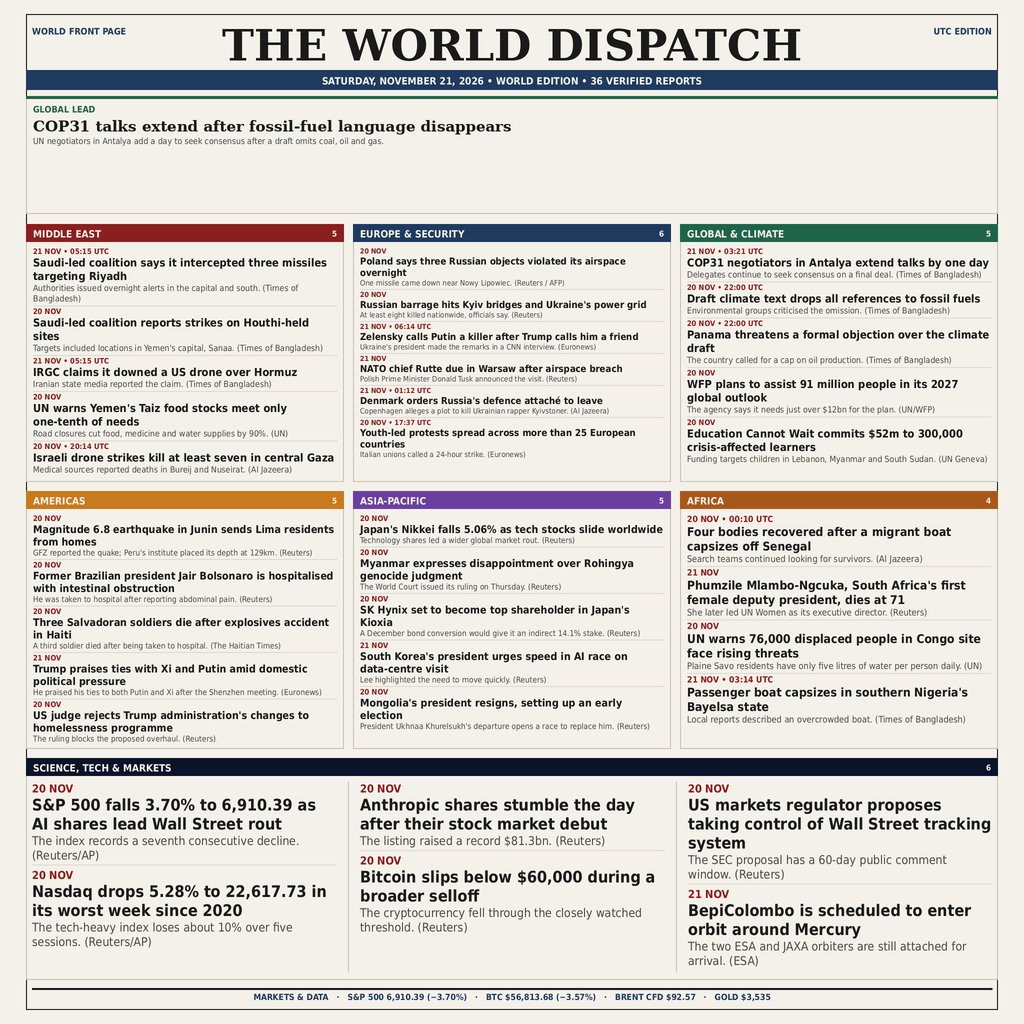 WORLD FRONT PAGE
THE WORLD DISPATCH
UTC EDITION
SATURDAY, NOVEMBER 21, 2026 • WORLD EDITION • 36 VERIFIED REPORTS
GLOBAL LEAD
COP31 talks extend after fossil-fuel language disappears
UN negotiators in Antalya add a day to seek consensus after a draft omits coal, oil and gas.
MIDDLE EAST 5
21 NOV • 05:15 UTC
Saudi-led coalition says it intercepted three missiles
targeting Riyadh
Authorities issued overnight alerts in the capital and south. (Times of
Bangladesh)
20 NOV
Saudi-led coalition reports strikes on Houthi-held
sites
Targets included locations in Yemen's capital, Sanaa. (Times of Bangladesh)
21 NOV • 05:15 UTC
IRGC claims it downed a US drone over Hormuz
Iranian state media reported the claim. (Times of Bangladesh)
20 NOV
UN warns Yemen's Taiz food stocks meet only
one-tenth of needs
Road closures cut food, medicine and water supplies by 90%. (UN)
20 NOV • 20:14 UTC
Israeli drone strikes kill at least seven in central Gaza
Medical sources reported deaths in Bureij and Nuseirat. (Al Jazeera)
EUROPE & SECURITY 6
20 NOV
Poland says three Russian objects violated its airspace
overnight
One missile came down near Nowy Lipowiec. (Reuters / AFP)
20 NOV
Russian barrage hits Kyiv bridges and Ukraine's power grid
At least eight killed nationwide, officials say. (Reuters)
21 NOV • 06:14 UTC
Zelensky calls Putin a killer after Trump calls him a friend
Ukraine's president made the remarks in a CNN interview. (Euronews)
21 NOV
NATO chief Rutte due in Warsaw after airspace breach
Polish Prime Minister Donald Tusk announced the visit. (Reuters)
21 NOV • 01:12 UTC
Denmark orders Russia's defence attaché to leave
Copenhagen alleges a plot to kill Ukrainian rapper Kyivstoner. (Al Jazeera)
20 NOV • 17:37 UTC
Youth-led protests spread across more than 25 European
countries
Italian unions called a 24-hour strike. (Euronews)
GLOBAL & CLIMATE 5
21 NOV • 03:21 UTC
COP31 negotiators in Antalya extend talks by one day
Delegates continue to seek consensus on a final deal. (Times of Bangladesh)
20 NOV • 22:00 UTC
Draft climate text drops all references to fossil fuels
Environmental groups criticised the omission. (Times of Bangladesh)
20 NOV • 22:00 UTC
Panama threatens a formal objection over the climate
draft
The country called for a cap on oil production. (Times of Bangladesh)
20 NOV
WFP plans to assist 91 million people in its 2027
global outlook
The agency says it needs just over $12bn for the plan. (UN/WFP)
20 NOV
Education Cannot Wait commits $52m to 300,000
crisis-affected learners
Funding targets children in Lebanon, Myanmar and South Sudan. (UN Geneva)
AMERICAS 5
20 NOV
Magnitude 6.8 earthquake in Junin sends Lima residents
from homes
GFZ reported the quake; Peru's institute placed its depth at 129km. (Reuters)
20 NOV
Former Brazilian president Jair Bolsonaro is hospitalised
with intestinal obstruction
He was taken to hospital after reporting abdominal pain. (Reuters)
20 NOV
Three Salvadoran soldiers die after explosives accident
in Haiti
A third soldier died after being taken to hospital. (The Haitian Times)
21 NOV
Trump praises ties with Xi and Putin amid domestic
political pressure
He praised his ties to both Putin and Xi after the Shenzhen meeting. (Euronews)
20 NOV
US judge rejects Trump administration's changes to
homelessness programme
The ruling blocks the proposed overhaul. (Reuters)
ASIA-PACIFIC 5
20 NOV
Japan's Nikkei falls 5.06% as tech stocks slide worldwide
Technology shares led a wider global market rout. (Reuters)
20 NOV
Myanmar expresses disappointment over Rohingya
genocide judgment
The World Court issued its ruling on Thursday. (Reuters)
20 NOV
SK Hynix set to become top shareholder in Japan's
Kioxia
A December bond conversion would give it an indirect 14.1% stake. (Reuters)
21 NOV
South Korea's president urges speed in AI race on
data-centre visit
Lee highlighted the need to move quickly. (Reuters)
20 NOV
Mongolia's president resigns, setting up an early
election
President Ukhnaa Khurelsukh's departure opens a race to replace him. (Reuters)
AFRICA 4
20 NOV • 00:10 UTC
Four bodies recovered after a migrant boat
capsizes off Senegal
Search teams continued looking for survivors. (Al Jazeera)
21 NOV
Phumzile Mlambo-Ngcuka, South Africa's first
female deputy president, dies at 71
She later led UN Women as its executive director. (Reuters)
20 NOV
UN warns 76,000 displaced people in Congo site
face rising threats
Plaine Savo residents have only five litres of water per person daily. (UN)
21 NOV • 03:14 UTC
Passenger boat capsizes in southern Nigeria's
Bayelsa state
Local reports described an overcrowded boat. (Times of Bangladesh)
SCIENCE, TECH & MARKETS 6
20 NOV
S&P 500 falls 3.70% to 6,910.39 as
AI shares lead Wall Street rout
The index records a seventh consecutive decline.
(Reuters/AP)
20 NOV
Nasdaq drops 5.28% to 22,617.73 in
its worst week since 2020
The tech-heavy index loses about 10% over five
sessions. (Reuters/AP)
20 NOV
Anthropic shares stumble the day
after their stock market debut
The listing raised a record $81.3bn. (Reuters)
20 NOV
Bitcoin slips below $60,000 during a
broader selloff
The cryptocurrency fell through the closely watched
threshold. (Reuters)
20 NOV
US markets regulator proposes
taking control of Wall Street tracking
system
The SEC proposal has a 60-day public comment
window. (Reuters)
21 NOV
BepiColombo is scheduled to enter
orbit around Mercury
The two ESA and JAXA orbiters are still attached for
arrival. (ESA)
MARKETS & DATA · S&P 500 6,910.39 (−3.70%) · BTC $56,813.68 (−3.57%) · BRENT CFD $92.57 · GOLD $3,535